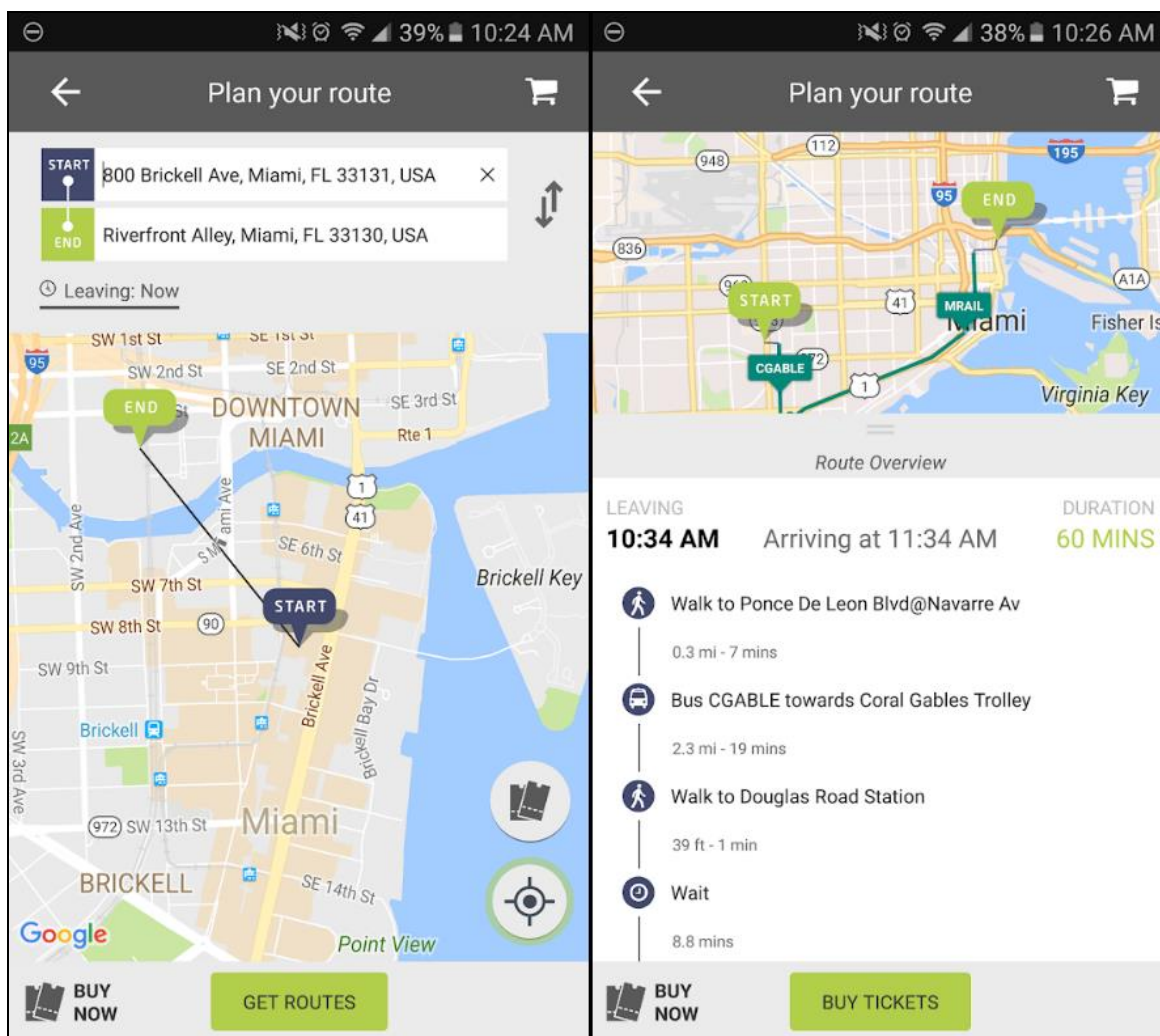 39% 10:24 AM
Plan your route
START
800 Brickell Ave, Miami, FL 33131, USA
END
Riverfront Alley, Miami, FL 33130, USA
Leaving: Now
SW 1st St
SE 1st St
95
SW 2nd St
SE 2nd St
END
St
DOWNTOWN
MIAMI
SE 3rd St
Rte 1
2A
1
41
SW 2nd Ave
S.M ami Ave
SE 6th St
Brickell Key
SW 7th St
START
SW 8th St
90
SW 9th St
Brickell Ave
Brickell Bay Dr
Brickell
SW 3rd Ave
972
SW 13th St
Miami
BRICKELL
SE 14th St
Google
Point View
BUY
NOW
GET ROUTES
38% 10:26 AM
Plan your route
948
112
195
95
END
836
A1A
START
41
MRAIL
Miami
Fisher Is
CGABLE
72
1
Virginia Key
Route Overview
LEAVING
DURATION
10:34 AM
Arriving at 11:34 AM
60 MINS
Walk to Ponce De Leon Blvd@Navarre Av
0.3 mi - 7 mins
Bus CGABLE towards Coral Gables Trolley
2.3 mi - 19 mins
Walk to Douglas Road Station
39 ft - 1 min
Wait
8.8 mins
BUY
NOW
BUY TICKETS